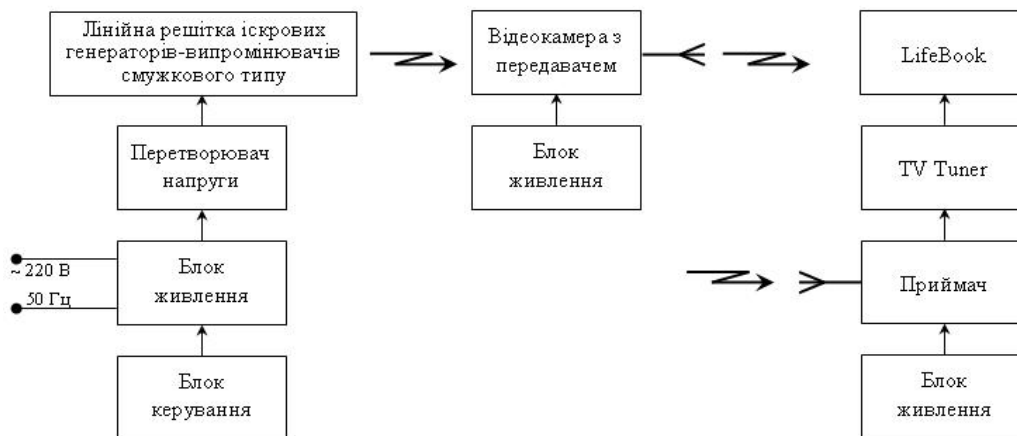 Лінійна решітка іскрових
генераторів-випромінювачів
смужкового типу
Відеокамера з
передавачем
LifeBook
Перетворювач
напруги
Блок
живлення
TV Tuner
~ 220 В
50 Гц
Блок
живлення
Приймач
Блок
керування
Блок
живлення